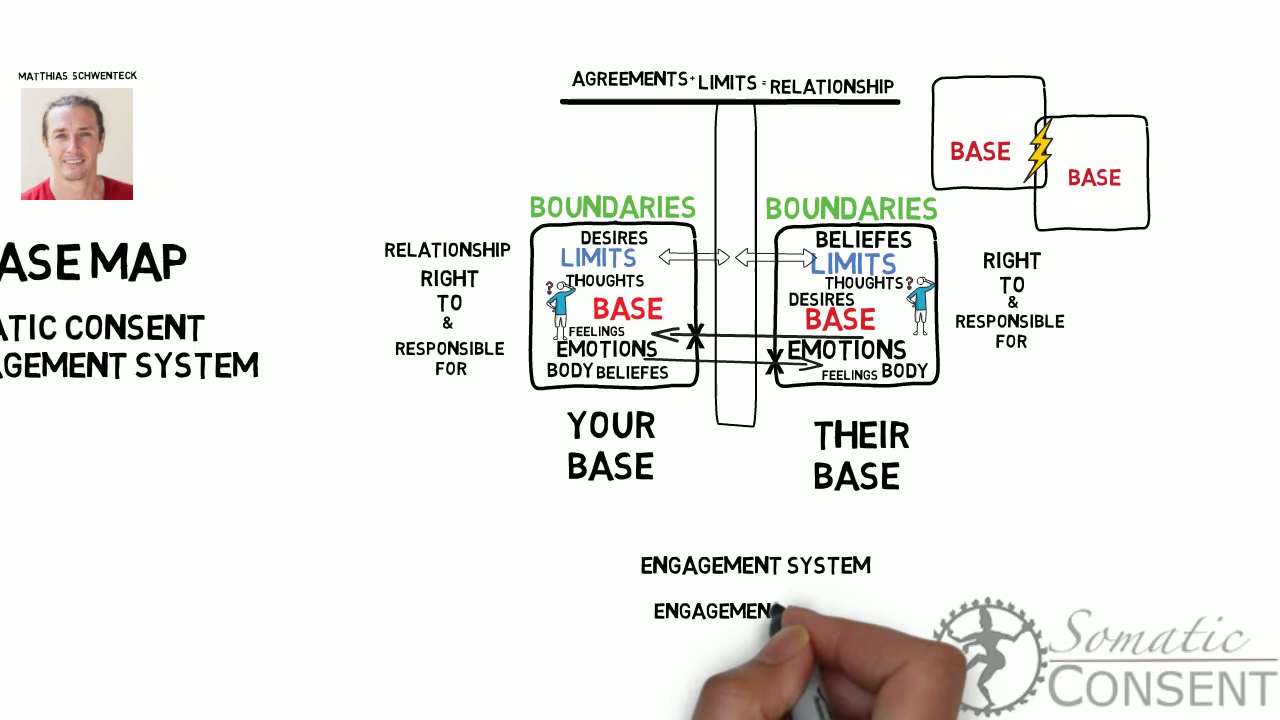 MATTHIAS SCHWENTECK
ASE MAP
ATIC CONSENT
GEMENT SYSTEM
AGREEMENTS+ LIMITS = RELATIONSHIP
BASE
BASE
RELATIONSHIP
RIGHT
TO
&
RESPONSIBLE
FOR
BOUNDARIES
DESIRES
LIMITS
THOUGHTS
?
BASE
FEELINGS
EMOTIONS
BODY BELIEFES
X
YOUR
BASE
BOUNDARIES
BELIEFES
LIMITS
THOUGHTS
?
DESIRES
BASE
EMOTIONS
FEELINGS BODY
X
THEIR
BASE
RIGHT
TO
&
RESPONSIBLE
FOR
ENGAGEMENT SYSTEM
ENGAGEMEN
Somatic
CONSENT